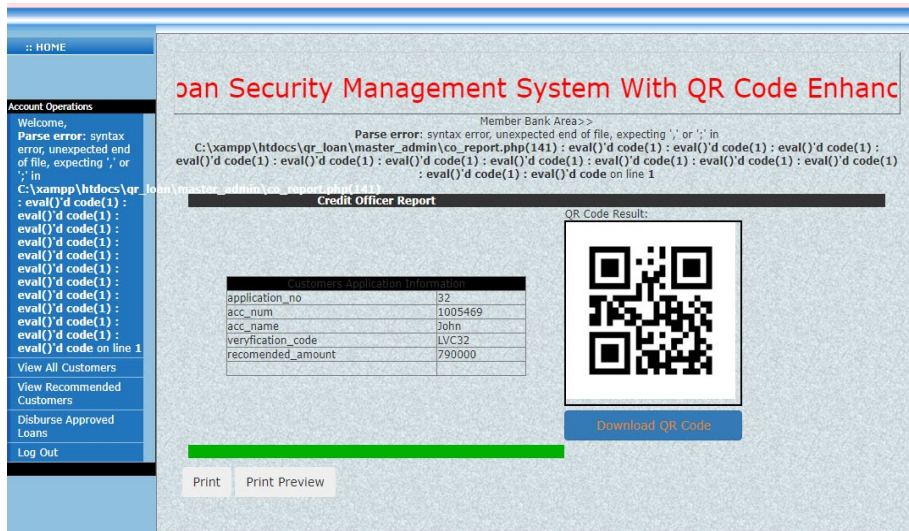 :: HOME
Account Operations
Welcome,
Parse error: syntax
error, unexpected end
of file, expecting ',' or
';' in
C:\xampp\htdocs\qr_loan\master_admin\co_report.php(141)
: eval()'d code(1) :
eval()'d code(1) :
eval()'d code(1) :
eval()'d code(1) :
eval()'d code(1) :
eval()'d code(1) :
eval()'d code(1) :
eval()'d code(1) :
eval()'d code(1) :
eval()'d code(1) :
eval()'d code(1) :
eval()'d code on line 1
View All Customers
View Recommended
Customers
Disburse Approved
Loans
Log Out
oan Security Management System With QR Code Enhanc
Member Bank Area>>
Parse error: syntax error, unexpected end of file, expecting ',' or ';' in
C:\xampp\htdocs\qr_loan\master_admin\co_report.php(141) : eval()'d code(1) : eval()'d code(1) : eval()'d code(1) :
eval()'d code(1) : eval()'d code(1) : eval()'d code(1) : eval()'d code(1) : eval()'d code(1) : eval()'d code(1) : eval()'d code(1)
: eval()'d code(1) : eval()'d code on line 1
Credit Officer Report
QR Code Result:
Customers Application Information
application_no 32
acc_num 1005469
acc_name John
veryfication_code LVC32
recomended_amount 790000
Download QR Code
Print Print Preview